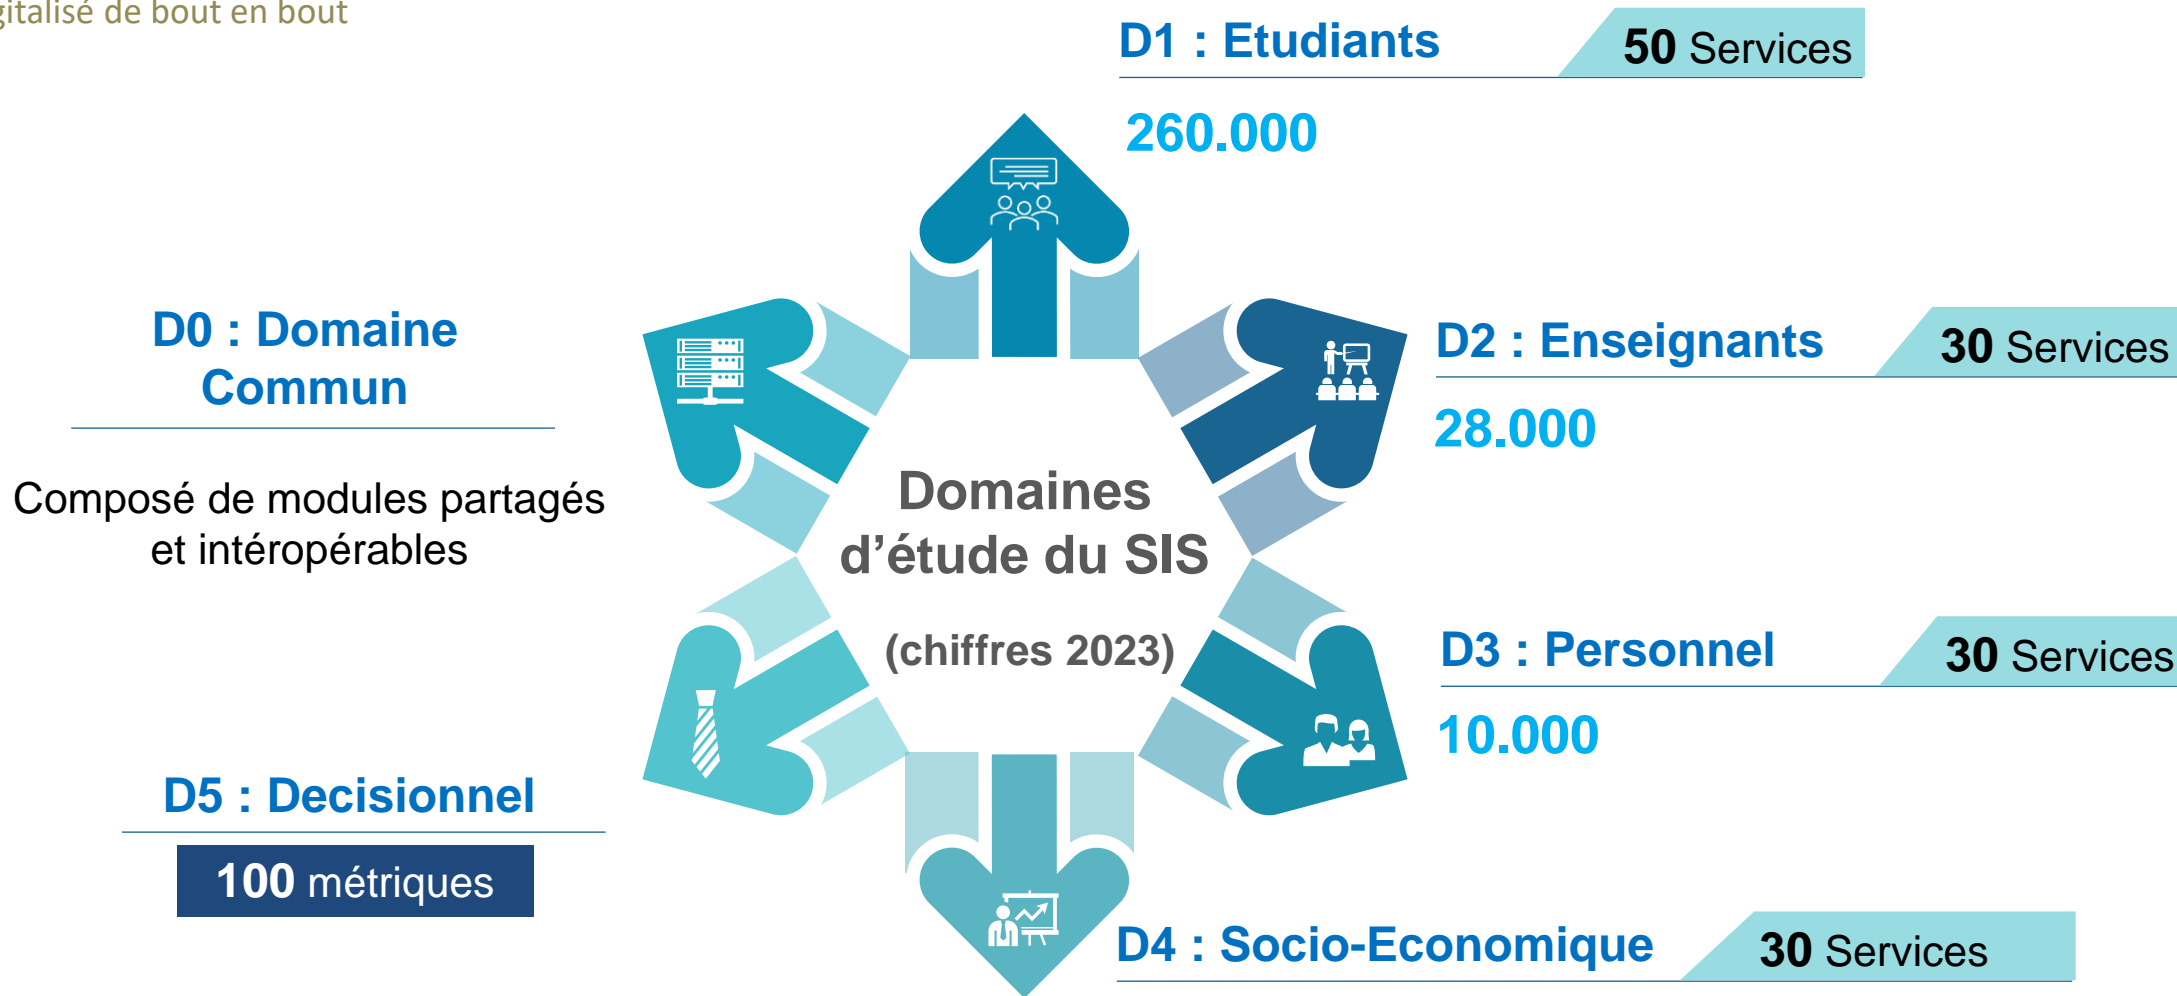 de bout en bout
D1 : Etudiants
50 Services
260.000
D0 : Domaine
Commun
Composé de modules partagés
et intéropérables
D2 : Enseignants
30 Services
28.000
Domaines
d’étude du SIS
(chiffres 2023)
D3 : Personnel
30 Services
10.000
D5 : Decisionnel
100 métriques
D4 : Socio-Economique
30 Services